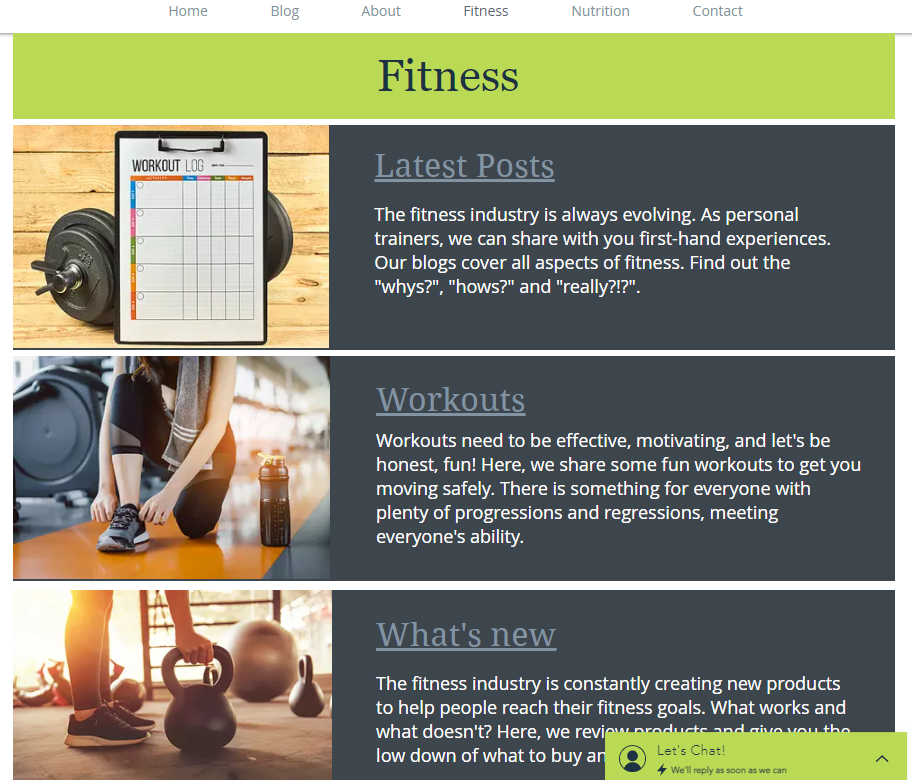 Home Blog About Fitness Nutrition Contact
Fitness
WORKOUT LOG
ACTIVITY Time Distance Sets Reps Weight
Latest Posts
The fitness industry is always evolving. As personal
trainers, we can share with you first-hand experiences.
Our blogs cover all aspects of fitness. Find out the
"whys?", "hows?" and "really?!?".
Workouts
Workouts need to be effective, motivating, and let's be
honest, fun! Here, we share some fun workouts to get you
moving safely. There is something for everyone with
plenty of progressions and regressions, meeting
everyone's ability.
What's new
The fitness industry is constantly creating new products
to help people reach their fitness goals. What works and
what doesn't? Here, we review products and give you the
low down of what to buy an
Let's Chat!
We'll reply as soon as we can